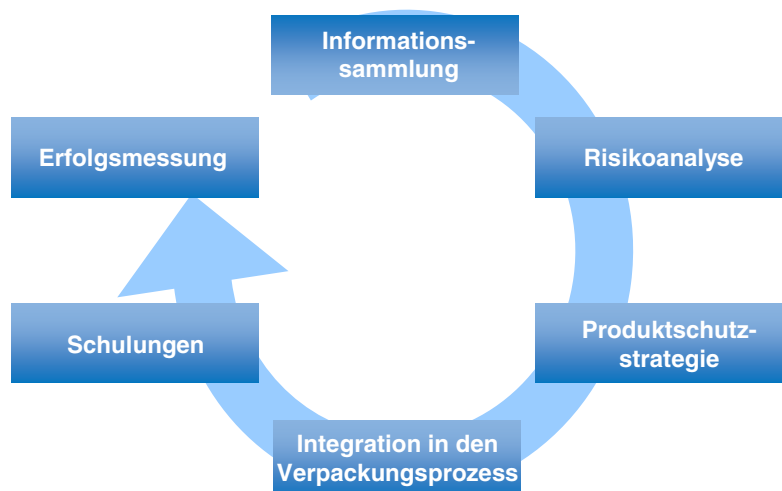 Informations-
sammlung
Risikoanalyse
Produktschutz-
strategie
Integration in den
Verpackungsprozess
Schulungen
Erfolgsmessung